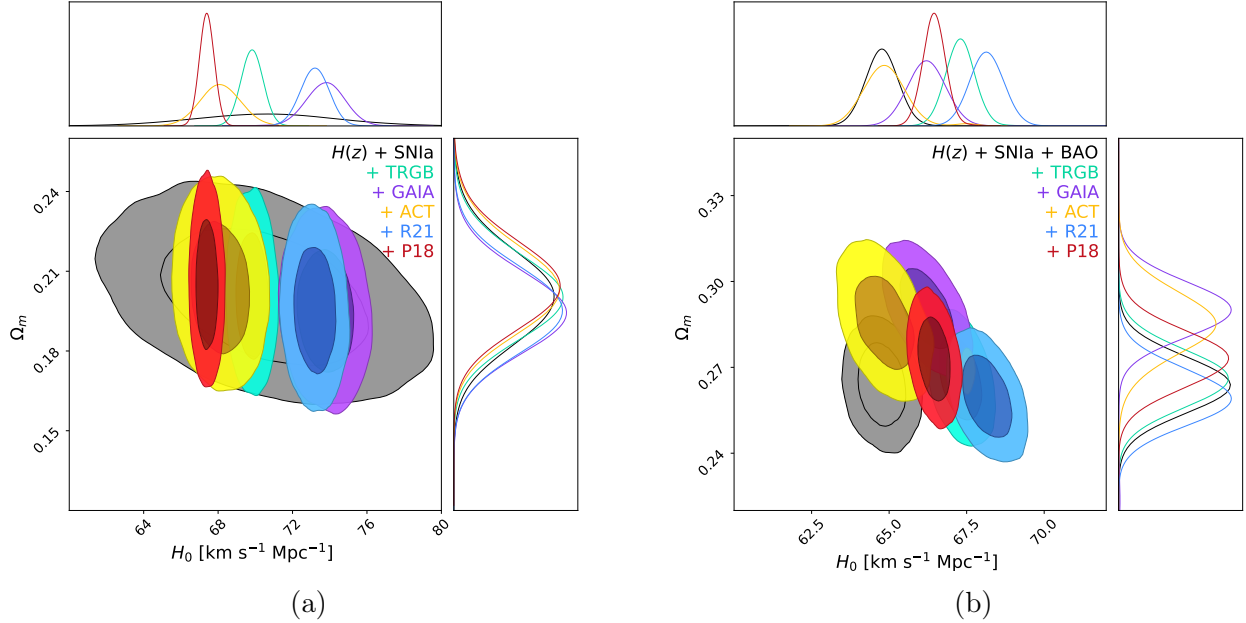 H(z) + SNIa
+ TRGB
+ GAIA
+ ACT
+ R21
+ P18
0.24
0.21
0.18
0.15
Ωm
64
68
72
76
80
H₀ [km s⁻¹ Mpc⁻¹]
(a)
H(z) + SNIa + BAO
+ TRGB
+ GAIA
+ ACT
+ R21
+ P18
0.33
0.30
0.27
0.24
Ωm
62.5
65.0
67.5
70.0
H₀ [km s⁻¹ Mpc⁻¹]
(b)